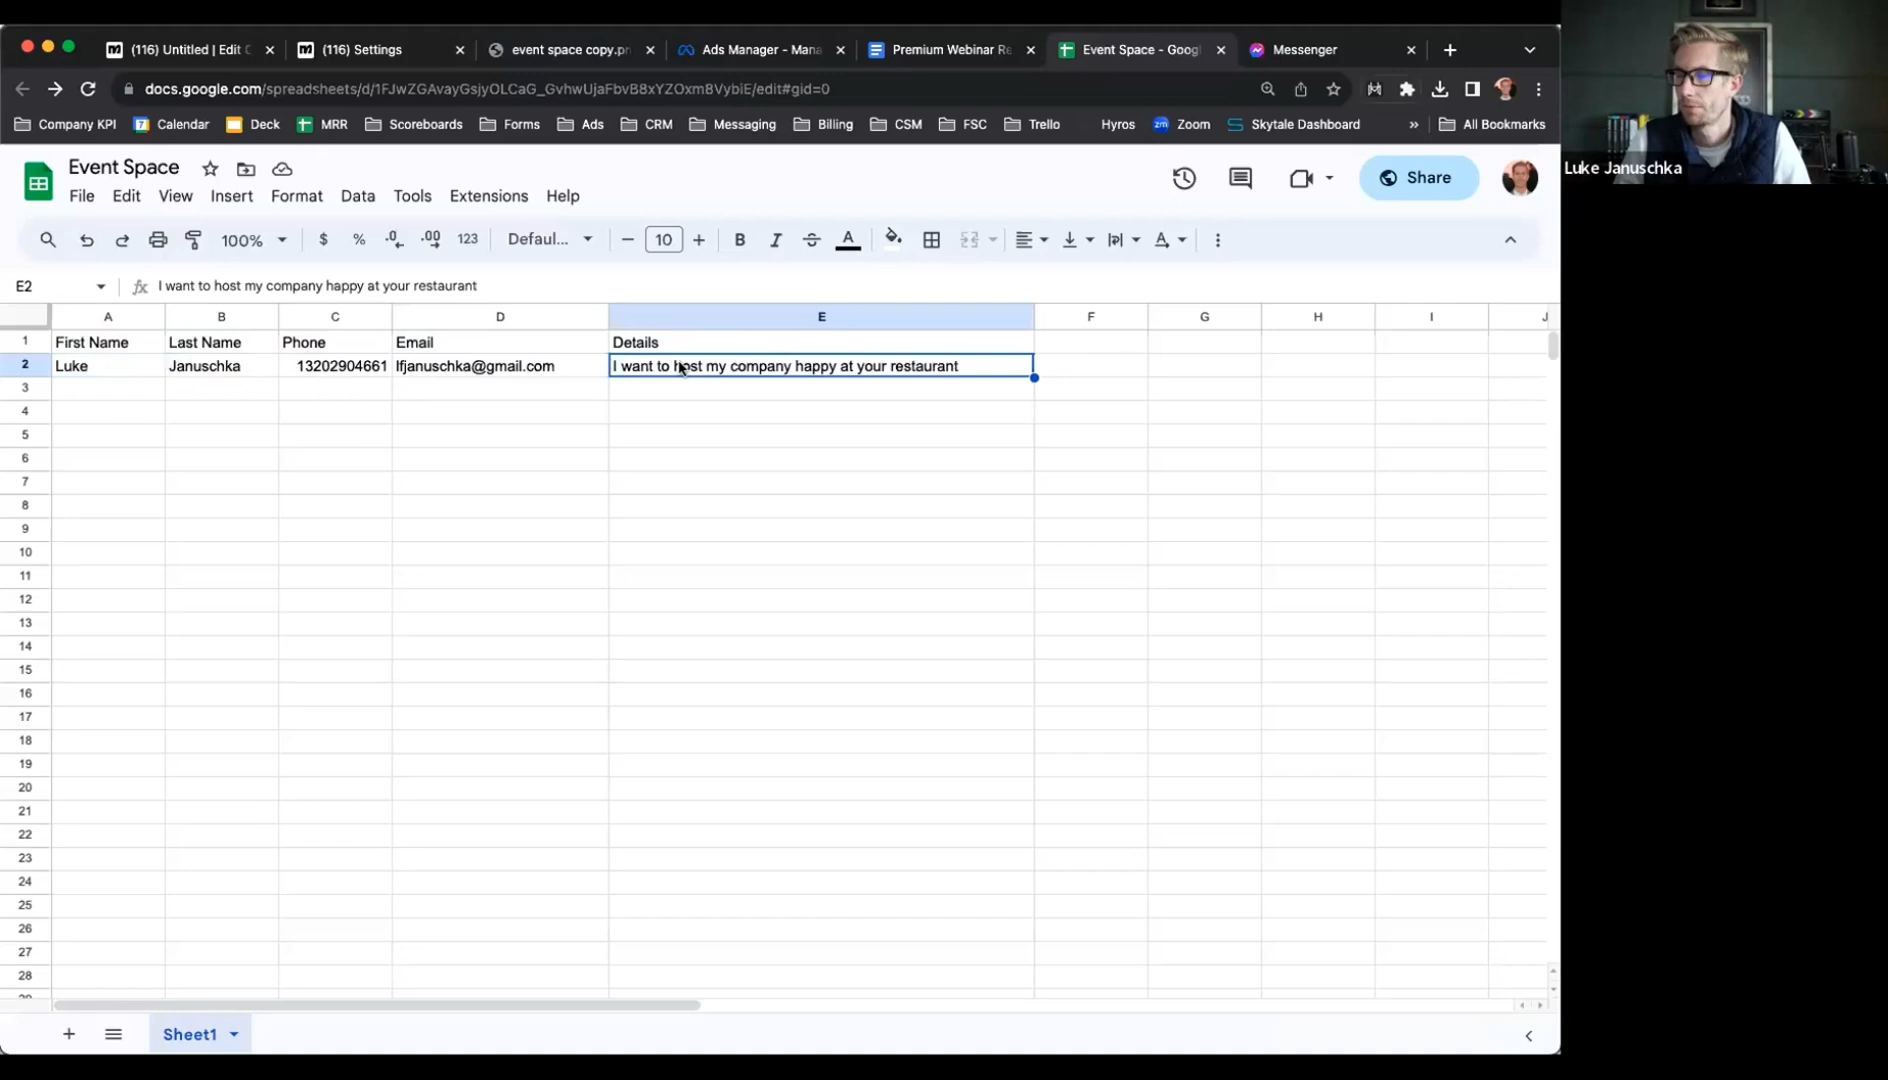 (116) Untitled | Edit C
(116) Settings
event space copy.pn
Ads Manager - Mana
Premium Webinar Re
Event Space - Googl
Messenger
docs.google.com/spreadsheets/d/1FJwZGAvayGsjyOLCaG_GvhwUjaFbvB8xYZOxmBVybiE/edit#gid=0
Company KPI
Calendar
Deck
MRR
Scoreboards
Forms
Ads
CRM
Messaging
Billing
CSM
FSC
Trello
Hyros
Zoom
Skytale Dashboard
»
All Bookmarks
Luke Januschka
Event Space
Share
File Edit View Insert Format Data Tools Extensions Help
100% $ % .0 .00 123 Defaul... − 10 + B I S A
E2 fx I want to host my company happy at your restaurant
A B C D E F G H I J
1 First Name Last Name Phone Email Details
2 Luke Januschka 13202904661 lfjanuschka@gmail.com I want to host my company happy at your restaurant
3
4
5
6
7
8
9
10
11
12
13
14
15
16
17
18
19
20
21
22
23
24
25
26
27
28
29
Sheet1